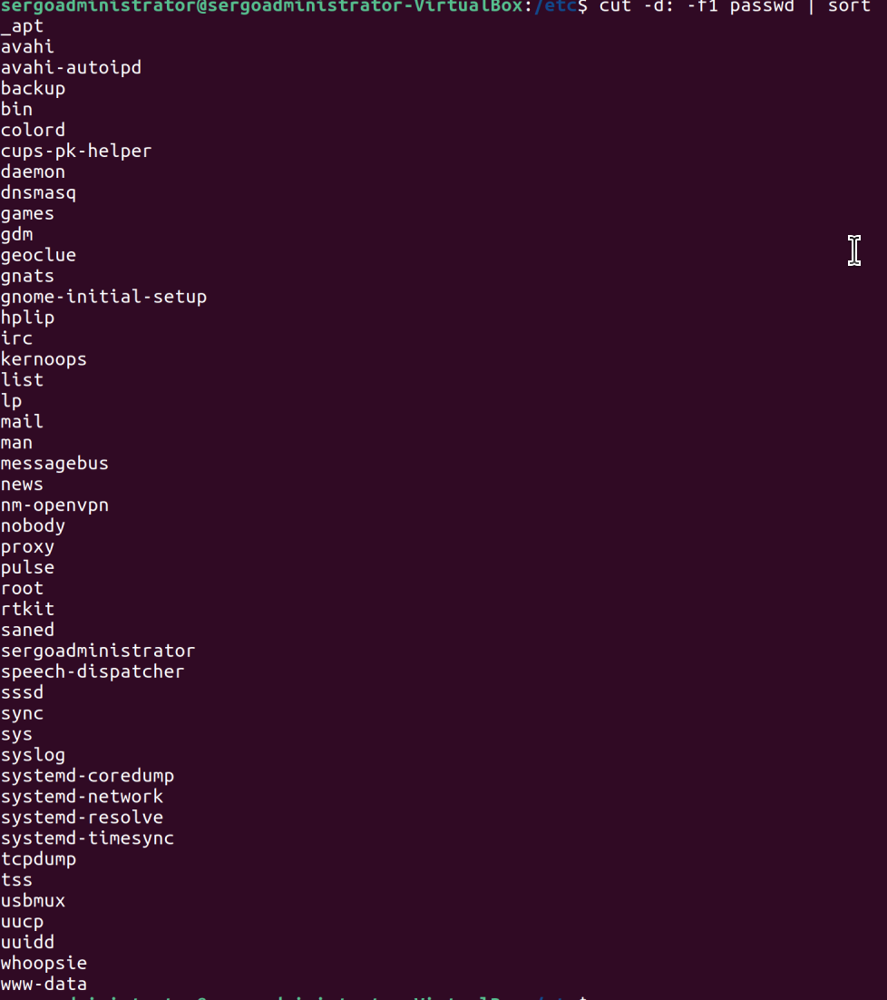 sergoadministrator@sergoadministrator-VirtualBox:/etc$ cut -d: -f1 passwd | sort
_apt
avahi
avahi-autoipd
backup
bin
colord
cups-pk-helper
daemon
dnsmasq
games
gdm
geoclue
gnats
gnome-initial-setup
hplip
irc
kernoops
list
lp
mail
man
messagebus
news
nm-openvpn
nobody
proxy
pulse
root
rtkit
saned
sergoadministrator
speech-dispatcher
sssd
sync
sys
syslog
systemd-coredump
systemd-network
systemd-resolve
systemd-timesync
tcpdump
tss
usbmux
uucp
uuidd
whoopsie
www-data